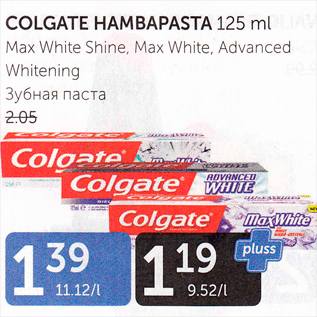 COLGATE HAMBAPASTA 125 ml
Max White Shine, Max White, Advanced
Whitening
Зубная паста
2.05
Colgate MaxWhite
Colgate ADVANCED WHITE
Colgate MaxWhite
1 39
11.12/l
1 19
9.52/l
pluss